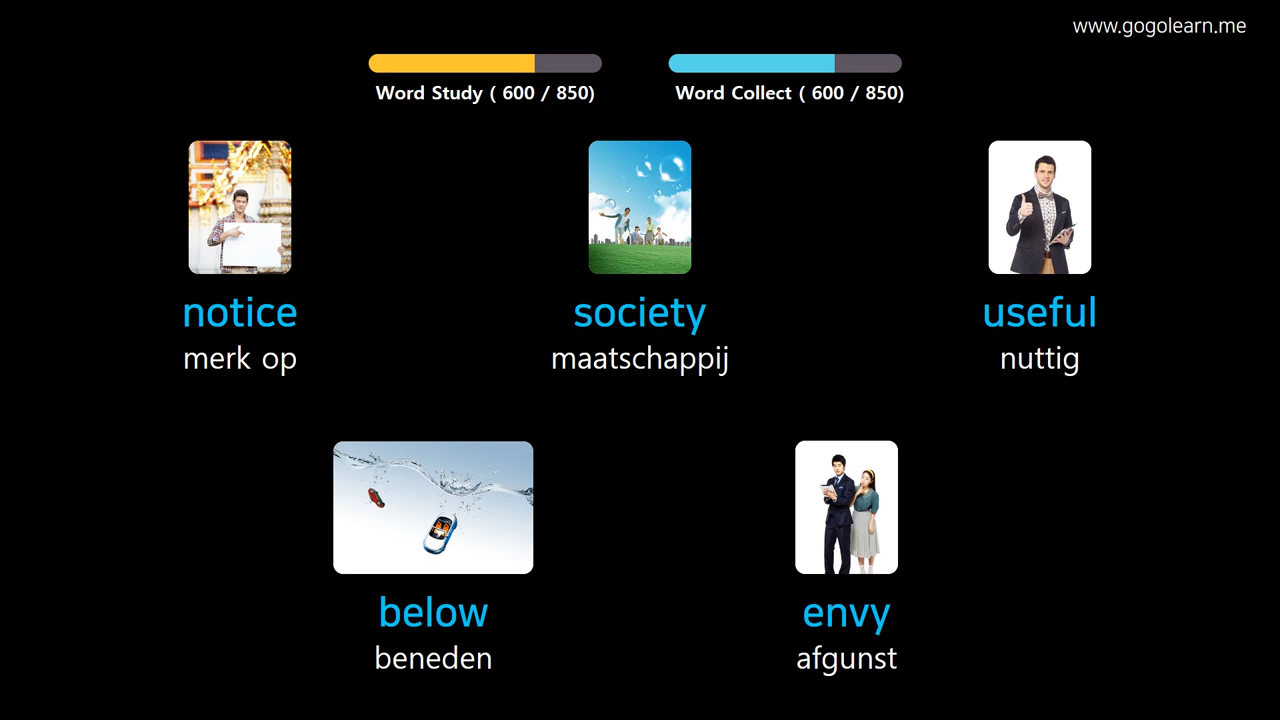 www.gogolearn.me
Word Study ( 600 / 850)
Word Collect ( 600 / 850)
notice
merk op
society
maatschappij
useful
nuttig
below
beneden
envy
afgunst